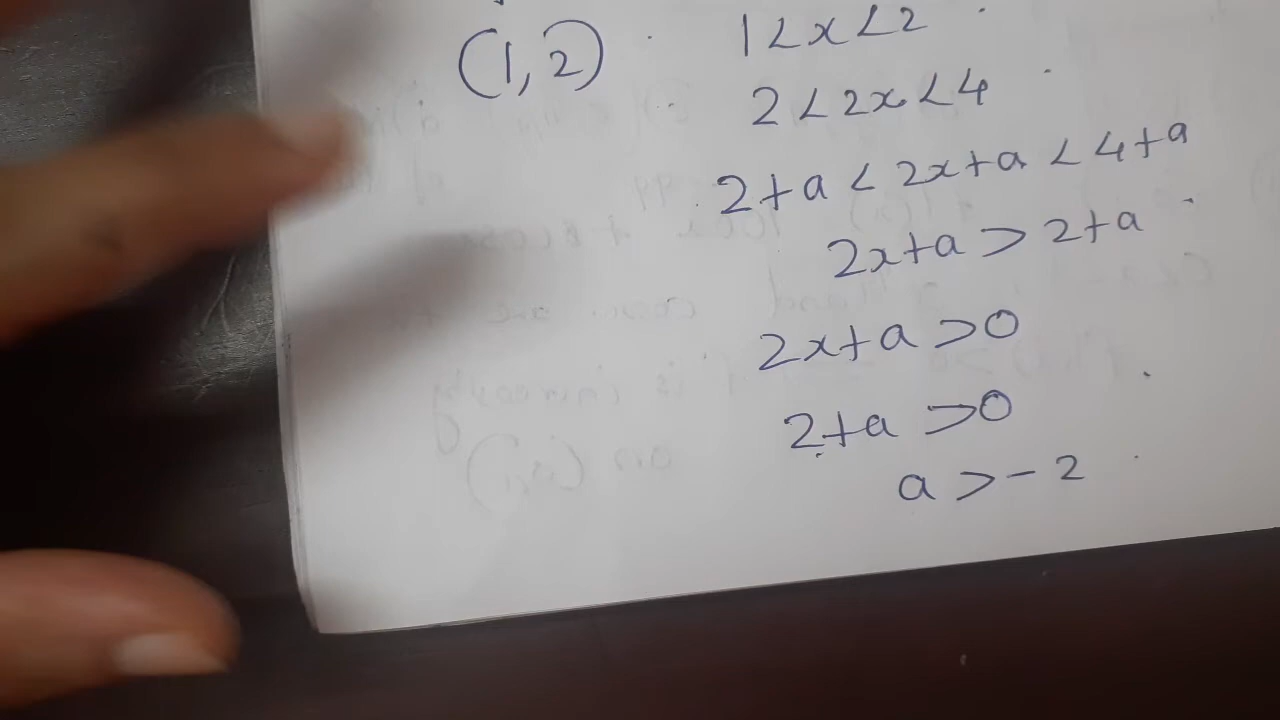 (1, 2) 1 < x < 2
2 < 2x < 4
2+a < 2x+a < 4+a
2x+a > 2+a
2x+a > 0
2+a > 0
a > -2